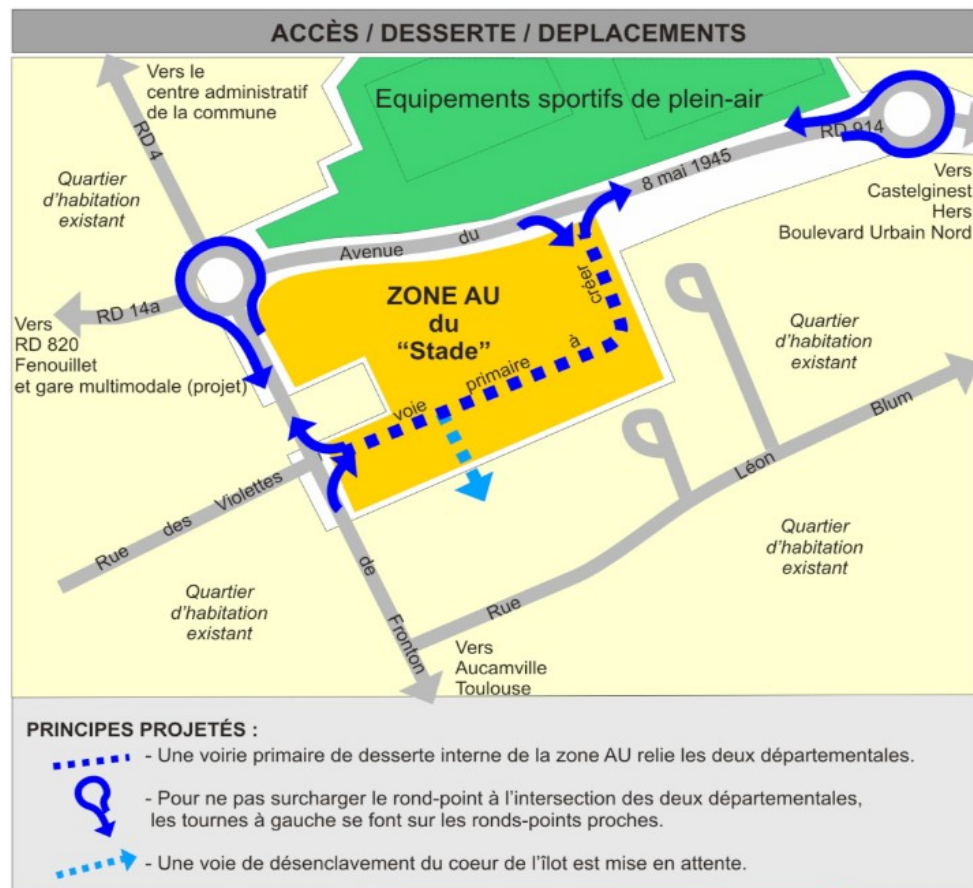 ACCÈS / DESSERTE / DEPLACEMENTS
Vers le
centre administratif
de la commune
RD 4
Equipements sportifs de plein-air
RD 914
8 mai 1945
Avenue du
Vers
Castelginest
Hers
Boulevard Urbain Nord
Quartier
d'habitation
existant
RD 14a
Vers
RD 820
Fenouillet
et gare multimodale (projet)
ZONE AU
du
“Stade”
voie primaire à créer
Quartier
d'habitation
existant
Rue des Violettes
Rue Léon Blum
Quartier
d'habitation
existant
Quartier
d'habitation
existant
de Fronton
Vers
Aucamville
Toulouse
PRINCIPES PROJETÉS :
- Une voirie primaire de desserte interne de la zone AU relie les deux départementales.
- Pour ne pas surcharger le rond-point à l'intersection des deux départementales,
les tournes à gauche se font sur les ronds-points proches.
- Une voie de désenclavement du coeur de l'îlot est mise en attente.